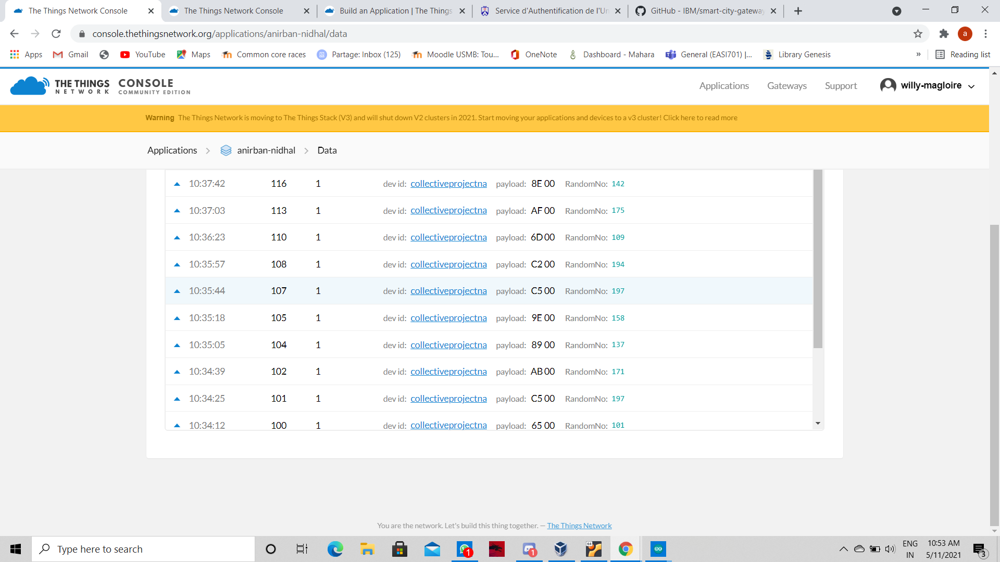 The Things Network Console
The Things Network Console
Build an Application | The Things
Service d'Authentification de l'Un
GitHub - IBM/smart-city-gateway
console.thethingsnetwork.org/applications/anirban-nidhal/data
a
Apps
Gmail
YouTube
Maps
Common core races
Partage: Inbox (125)
Moodle USMB: Tou...
OneNote
Dashboard - Mahara
General (EASI701) |...
Library Genesis
»
Reading list
THE THINGS NETWORK
CONSOLE
COMMUNITY EDITION
Applications
Gateways
Support
willy-magloire
Warning The Things Network is moving to The Things Stack (V3) and will shut down V2 clusters in 2021. Start moving your applications and devices to a v3 cluster! Click here to read more
Applications > anirban-nidhal > Data
10:37:42 116 1 dev id: collectiveprojectna payload: 8E 00 RandomNo: 142
10:37:03 113 1 dev id: collectiveprojectna payload: AF 00 RandomNo: 175
10:36:23 110 1 dev id: collectiveprojectna payload: 6D 00 RandomNo: 109
10:35:57 108 1 dev id: collectiveprojectna payload: C2 00 RandomNo: 194
10:35:44 107 1 dev id: collectiveprojectna payload: C5 00 RandomNo: 197
10:35:18 105 1 dev id: collectiveprojectna payload: 9E 00 RandomNo: 158
10:35:05 104 1 dev id: collectiveprojectna payload: 89 00 RandomNo: 137
10:34:39 102 1 dev id: collectiveprojectna payload: AB 00 RandomNo: 171
10:34:25 101 1 dev id: collectiveprojectna payload: C5 00 RandomNo: 197
10:34:12 100 1 dev id: collectiveprojectna payload: 65 00 RandomNo: 101
You are the network. Let's build this thing together. — The Things Network
Type here to search
1
1
64
ENG
IN
10:53 AM
5/11/2021
3